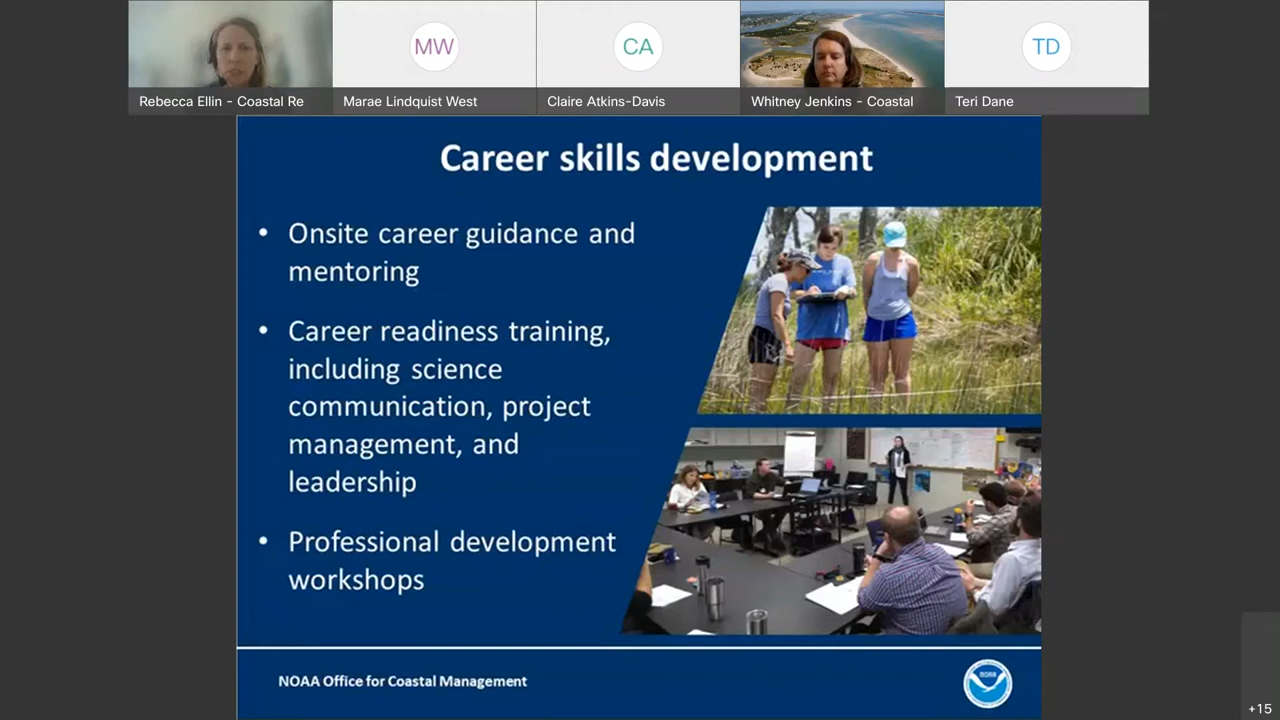 MW
CA
TD
Rebecca Ellin - Coastal Re
Marae Lindquist West
Claire Atkins-Davis
Whitney Jenkins - Coastal
Teri Dane
Career skills development
• Onsite career guidance and
mentoring
• Career readiness training,
including science
communication, project
management, and
leadership
• Professional development
workshops
NOAA Office for Coastal Management
NOAA
+15